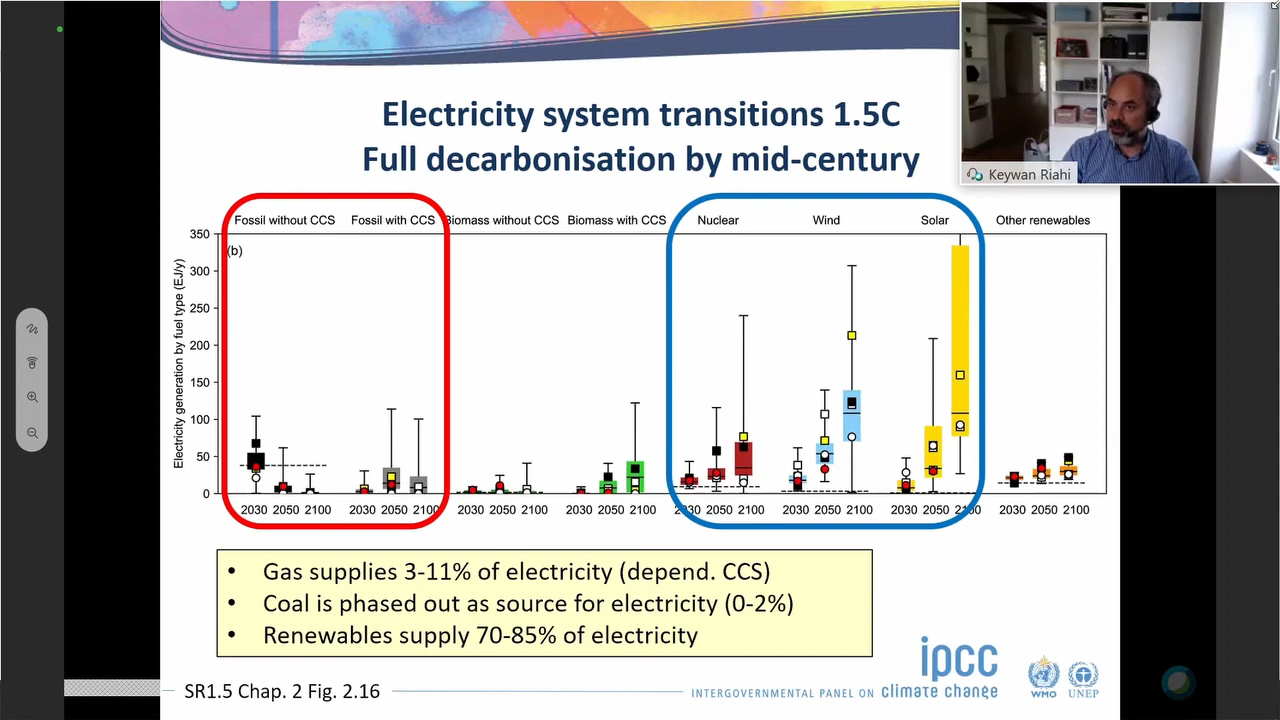 Electricity system transitions 1.5C
Full decarbonisation by mid-century
Keywan Riahi
Fossil without CCS Fossil with CCS Biomass without CCS Biomass with CCS Nuclear Wind Solar Other renewables
(b)
Electricity generation by fuel type (EJ/y)
350
300
250
200
150
100
50
0
2030 2050 2100 2030 2050 2100 2030 2050 2100 2030 2050 2100 2030 2050 2100 2030 2050 2100 2030 2050 2100 2030 2050 2100
• Gas supplies 3-11% of electricity (depend. CCS)
• Coal is phased out as source for electricity (0-2%)
• Renewables supply 70-85% of electricity
SR1.5 Chap. 2 Fig. 2.16
ipcc
INTERGOVERNMENTAL PANEL ON climate change
WMO UNEP